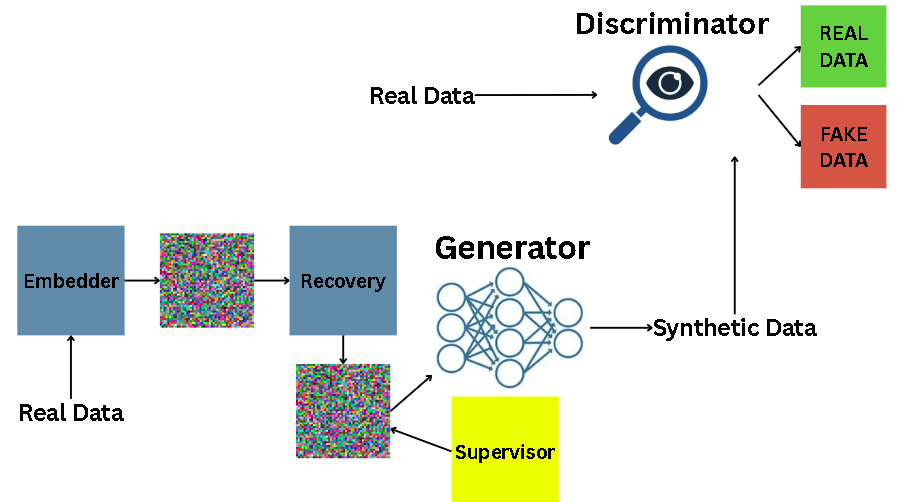 Discriminator
REAL
DATA
Real Data
FAKE
DATA
Generator
Embedder
Recovery
Synthetic Data
Real Data
Supervisor